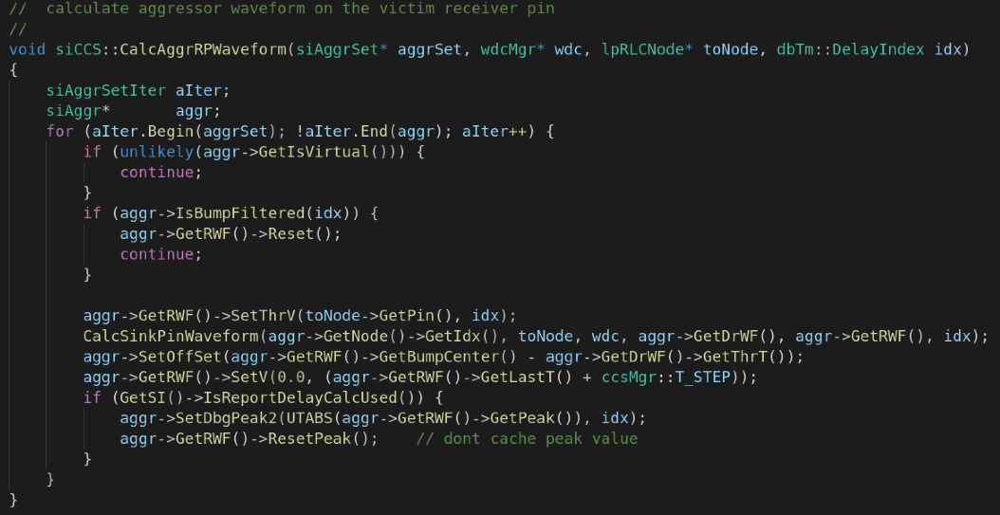 //  calculate aggressor waveform on the victim receiver pin
//
void siCCS::CalcAggrRPWaveform(siAggrSet* aggrSet, wdcMgr* wdc, lpRLCNode* toNode, dbTm::DelayIndex idx)
{
    siAggrSetIter aIter;
    siAggr*       aggr;
    for (aIter.Begin(aggrSet); !aIter.End(aggr); aIter++) {
        if (unlikely(aggr->GetIsVirtual())) {
            continue;
        }
        if (aggr->IsBumpFiltered(idx)) {
            aggr->GetRWF()->Reset();
            continue;
        }

        aggr->GetRWF()->SetThrV(toNode->GetPin(), idx);
        CalcSinkPinWaveform(aggr->GetNode()->GetIdx(), toNode, wdc, aggr->GetDrWF(), aggr->GetRWF(), idx);
        aggr->SetOffSet(aggr->GetRWF()->GetBumpCenter() - aggr->GetDrWF()->GetThrT());
        aggr->GetRWF()->SetV(0.0, (aggr->GetRWF()->GetLastT() + ccsMgr::T_STEP));
        if (GetSI()->IsReportDelayCalcUsed()) {
            aggr->SetDbgPeak2(UTABS(aggr->GetRWF()->GetPeak()), idx);
            aggr->GetRWF()->ResetPeak();    // dont cache peak value
        }
    }
}